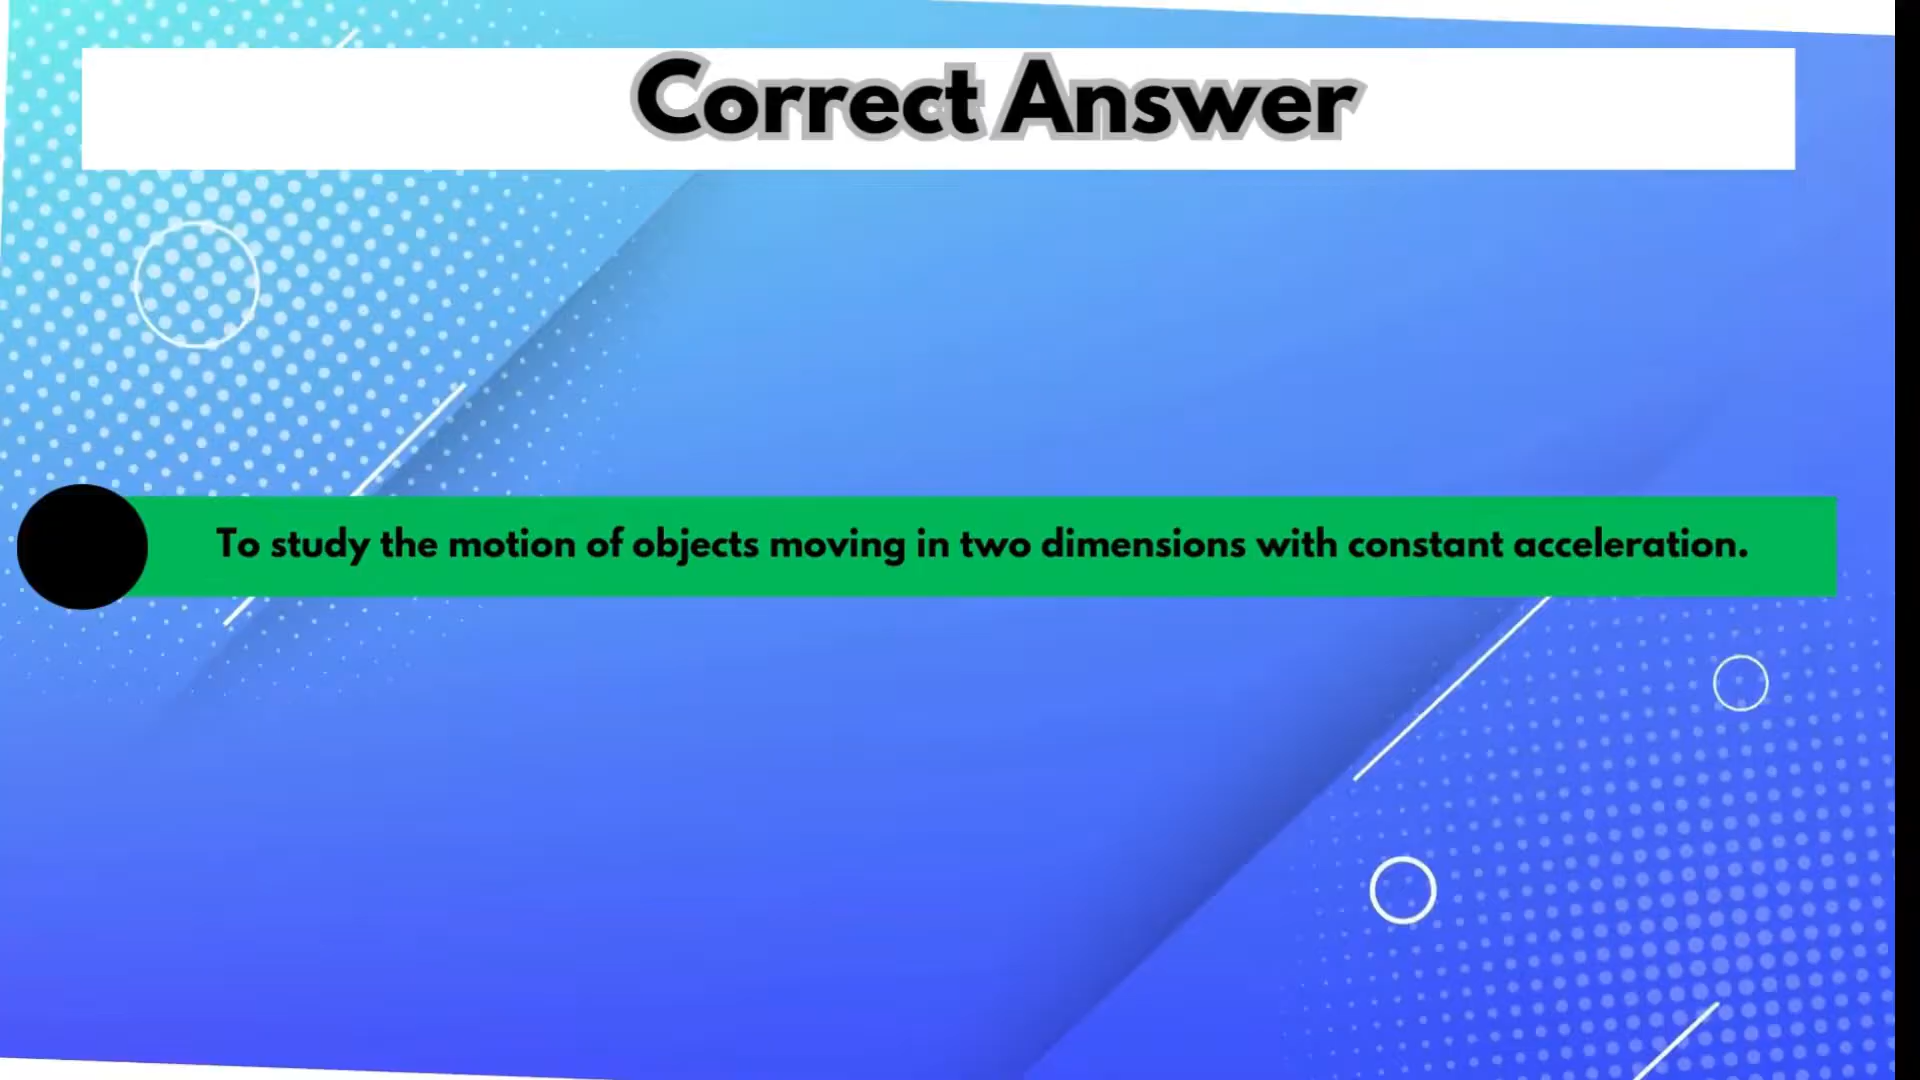 Correct Answer
To study the motion of objects moving in two dimensions with constant acceleration.